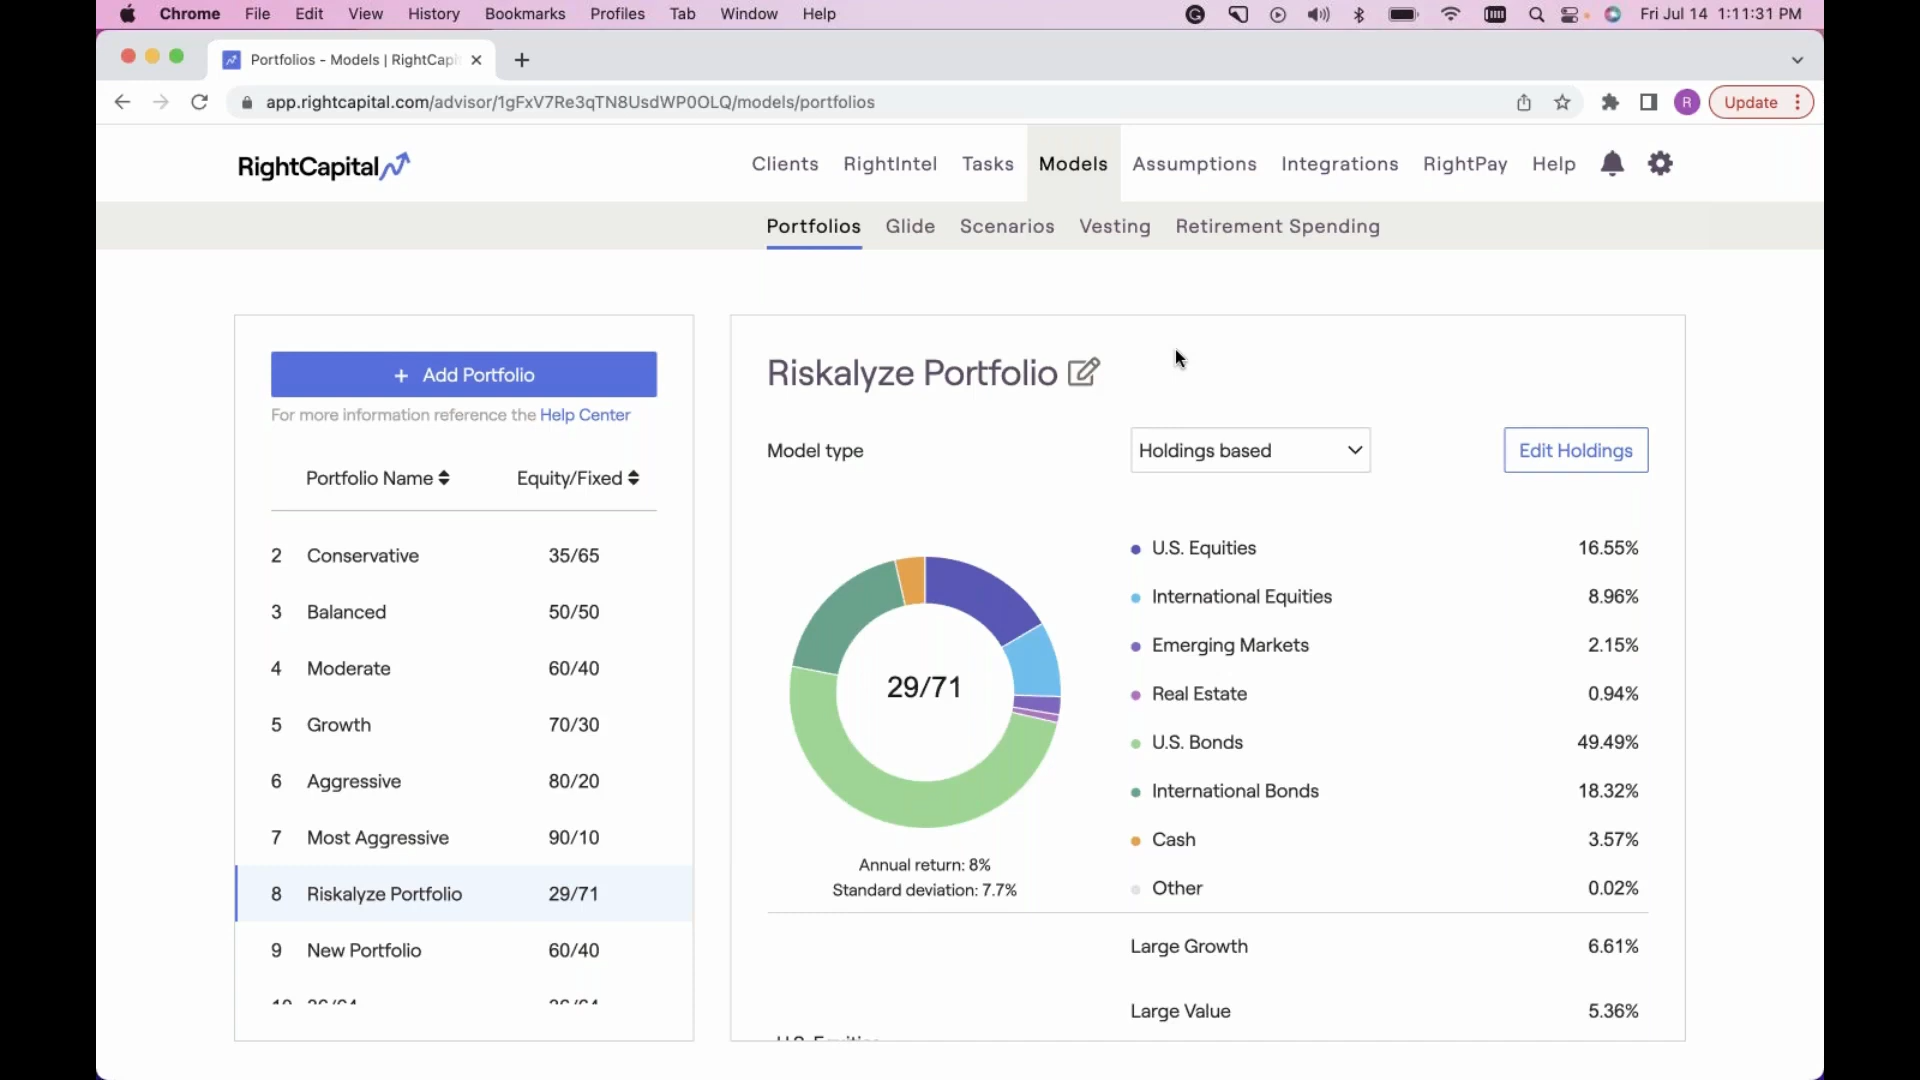 Chrome File Edit View History Bookmarks Profiles Tab Window Help Fri Jul 14 1:11:31 PM
Portfolios - Models | RightCapi
app.rightcapital.com/advisor/1gFxV7Re3qTN8UsdWP0OLQ/models/portfolios R Update
RightCapital Clients RightIntel Tasks Models Assumptions Integrations RightPay Help
Portfolios Glide Scenarios Vesting Retirement Spending
+ Add Portfolio
For more information reference the Help Center
Portfolio Name Equity/Fixed
2 Conservative 35/65
3 Balanced 50/50
4 Moderate 60/40
5 Growth 70/30
6 Aggressive 80/20
7 Most Aggressive 90/10
8 Riskalyze Portfolio 29/71
9 New Portfolio 60/40
Riskalyze Portfolio
Model type Holdings based Edit Holdings
29/71
Annual return: 8%
Standard deviation: 7.7%
U.S. Equities 16.55%
International Equities 8.96%
Emerging Markets 2.15%
Real Estate 0.94%
U.S. Bonds 49.49%
International Bonds 18.32%
Cash 3.57%
Other 0.02%
Large Growth 6.61%
Large Value 5.36%
U.S. Equities